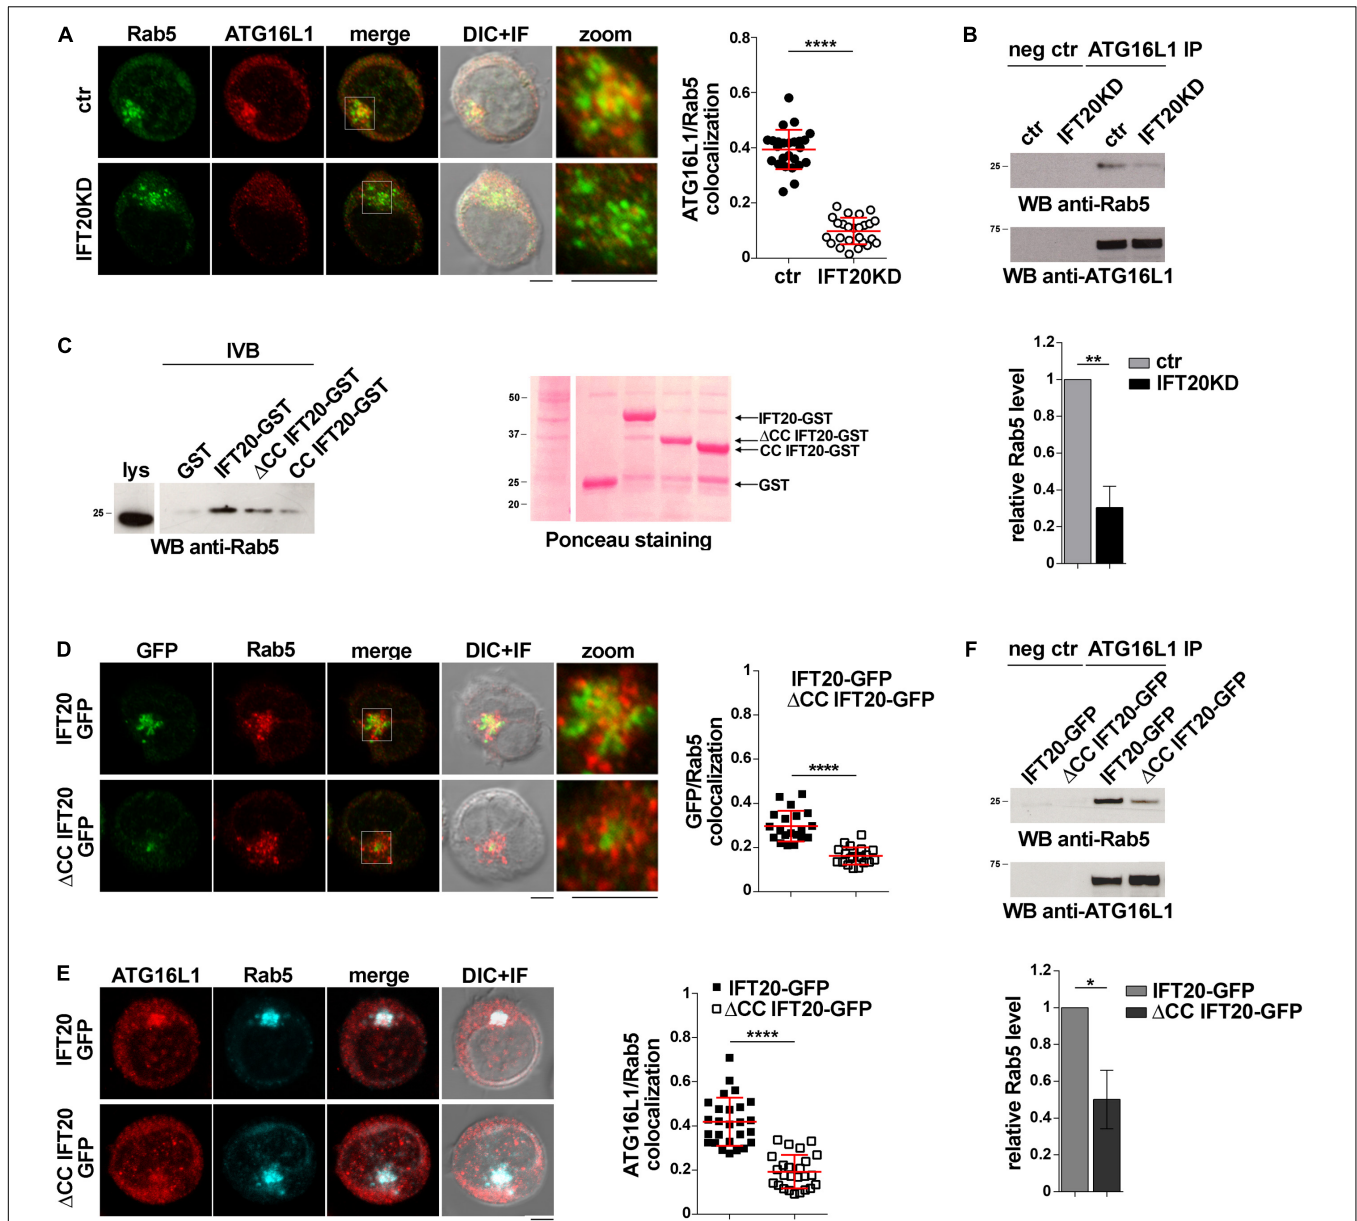 A
Rab5 ATG16L1 merge DIC+IF zoom
ctr
IFT20KD
ATG16L1/Rab5
colocalization
0.8
0.6
0.4
0.2
0
****
ctr IFT20KD
B
neg ctr ATG16L1 IP
ctr IFT20KD ctr IFT20KD
25
WB anti-Rab5
75
WB anti-ATG16L1
relative Rab5 level
1.2
1
0.8
0.6
0.4
0.2
0
**
ctr
IFT20KD
C
IVB
lys GST IFT20-GST ΔCC IFT20-GST CC IFT20-GST
25
WB anti-Rab5
50
37
25
20
IFT20-GST
ΔCC IFT20-GST
CC IFT20-GST
GST
Ponceau staining
D
GFP Rab5 merge DIC+IF zoom
IFT20
GFP
ΔCC IFT20
GFP
GFP/Rab5
colocalization
1
0.8
0.6
0.4
0.2
0
IFT20-GFP
ΔCC IFT20-GFP
****
E
ATG16L1 Rab5 merge DIC+IF
IFT20
GFP
ΔCC IFT20
GFP
ATG16L1/Rab5
colocalization
1
0.8
0.6
0.4
0.2
0
IFT20-GFP
ΔCC IFT20-GFP
****
F
neg ctr ATG16L1 IP
IFT20-GFP ΔCC IFT20-GFP IFT20-GFP ΔCC IFT20-GFP
25
WB anti-Rab5
75
WB anti-ATG16L1
relative Rab5 level
1.2
1
0.8
0.6
0.4
0.2
0
*
IFT20-GFP
ΔCC IFT20-GFP